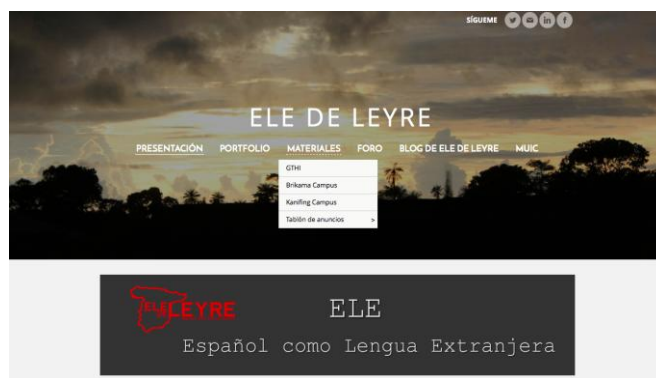 SÍGUEME
ELE DE LEYRE
PRESENTACIÓN PORTFOLIO MATERIALES FORO BLOG DE ELE DE LEYRE MUIC
GTHI
Brikama Campus
Kanifing Campus
Tablón de anuncios >
ELE LEYRE
ELE
Español como Lengua Extranjera